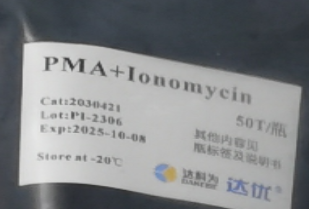 PMA+Ionomycin
50T/瓶
Cat:2030421
Lot:PI-2306
Exp:2025-10-08
其他内容见
瓶标签及说明书
Store at -20℃
达科为
DAKEWE
达优®